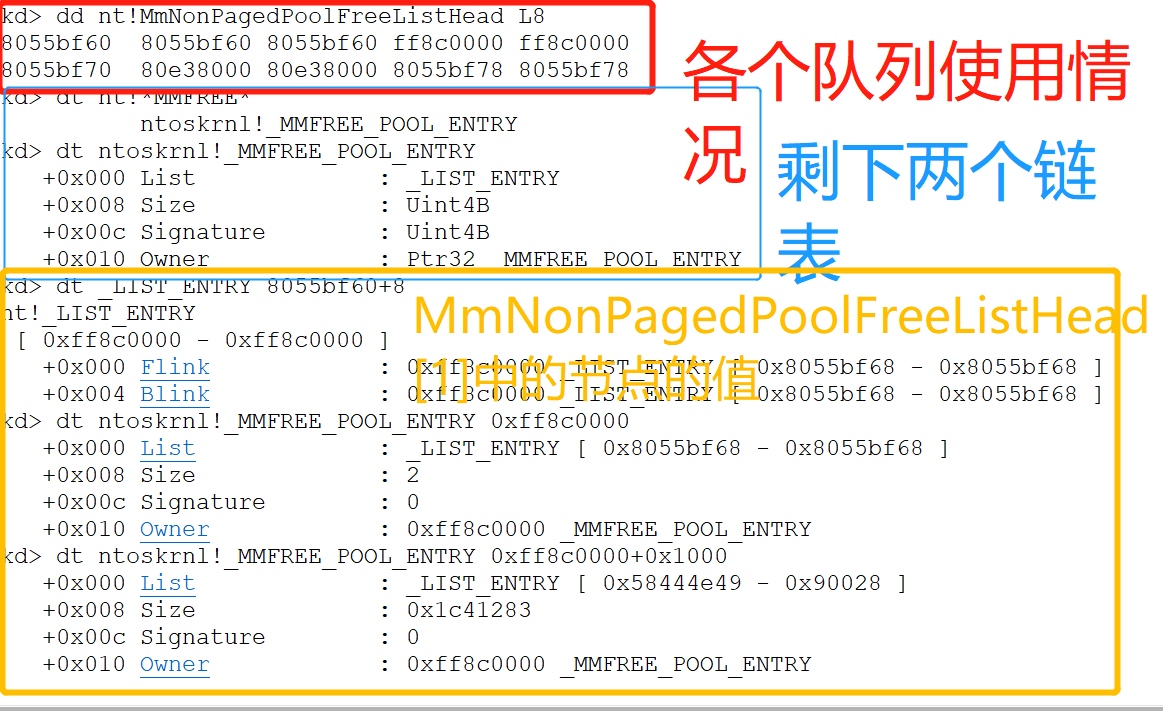 kd> dd nt!MmNonPagedPoolFreeListHead L8
8055bf60  8055bf60 8055bf60 ff8c0000 ff8c0000
8055bf70  80e38000 80e38000 8055bf78 8055bf78
各个队列使用情
况
kd> dt nt!*MMFREE*
          ntoskrnl!_MMFREE_POOL_ENTRY
kd> dt ntoskrnl!_MMFREE_POOL_ENTRY
   +0x000 List             : _LIST_ENTRY
   +0x008 Size             : Uint4B
   +0x00c Signature        : Uint4B
   +0x010 Owner            : Ptr32 _MMFREE_POOL_ENTRY
剩下两个链
表
kd> dt _LIST_ENTRY 8055bf60+8
nt!_LIST_ENTRY
 [ 0xff8c0000 - 0xff8c0000 ]
   +0x000 Flink            : 0xff8c0000 _LIST_ENTRY [ 0x8055bf68 - 0x8055bf68 ]
   +0x004 Blink            : 0xff8c0000 _LIST_ENTRY [ 0x8055bf68 - 0x8055bf68 ]
MmNonPagedPoolFreeListHead
[1]中的节点的值
kd> dt ntoskrnl!_MMFREE_POOL_ENTRY 0xff8c0000
   +0x000 List             : _LIST_ENTRY [ 0x8055bf68 - 0x8055bf68 ]
   +0x008 Size             : 2
   +0x00c Signature        : 0
   +0x010 Owner            : 0xff8c0000 _MMFREE_POOL_ENTRY
kd> dt ntoskrnl!_MMFREE_POOL_ENTRY 0xff8c0000+0x1000
   +0x000 List             : _LIST_ENTRY [ 0x58444e49 - 0x90028 ]
   +0x008 Size             : 0x1c41283
   +0x00c Signature        : 0
   +0x010 Owner            : 0xff8c0000 _MMFREE_POOL_ENTRY